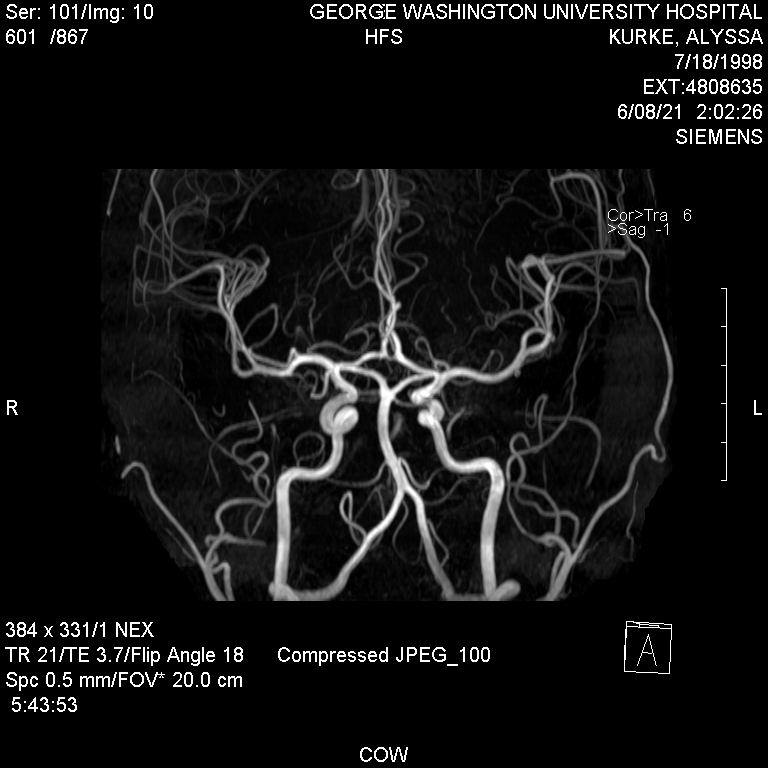 Ser: 101/Img: 10
GEORGE WASHINGTON UNIVERSITY HOSPITAL
601 /867
HFS
KURKE, ALYSSA
7/18/1998
EXT:4808635
6/08/21 2:02:26
SIEMENS
Cor>Tra 6
>Sag -1
R
L
384 x 331/1 NEX
TR 21/TE 3.7/Flip Angle 18
Compressed JPEG_100
Spc 0.5 mm/FOV* 20.0 cm
5:43:53
A
COW